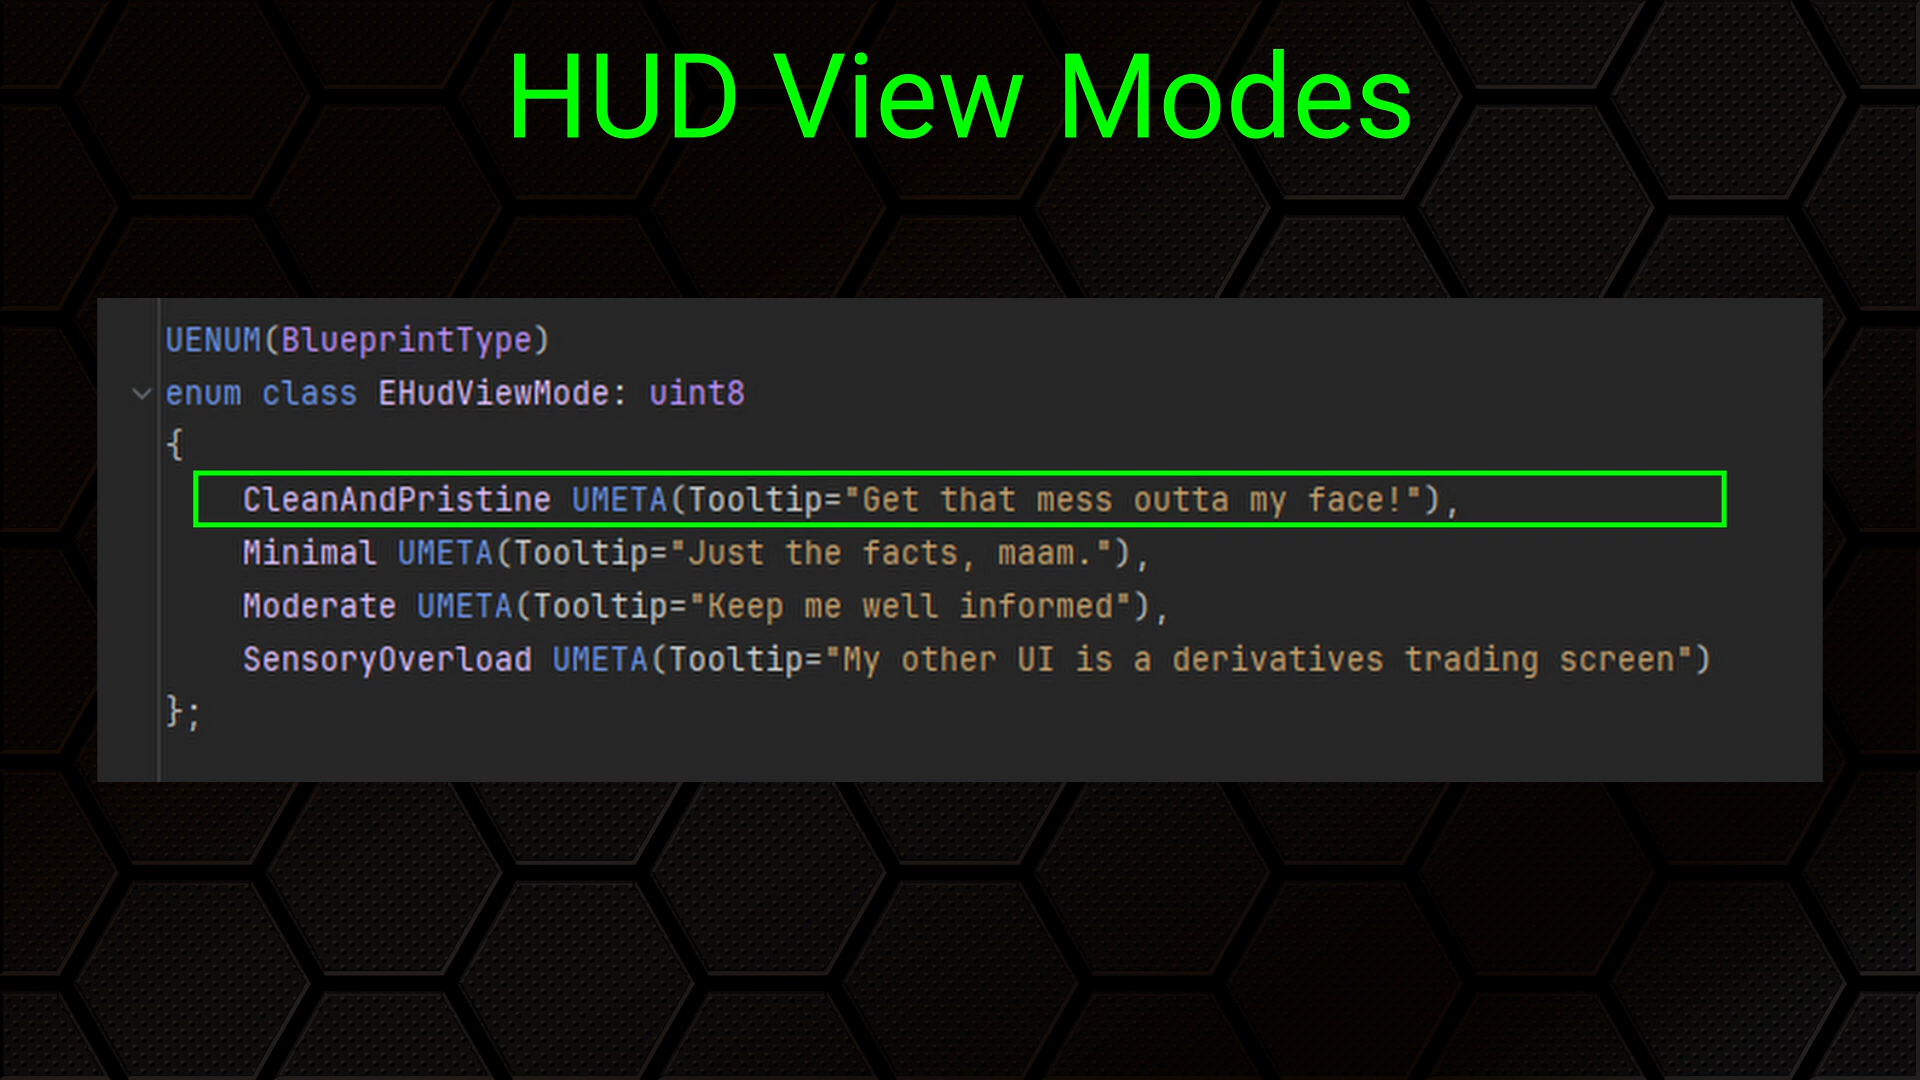 HUD View Modes
UENUM(BlueprintType)
enum class EHudViewMode: uint8
{
CleanAndPristine UMETA(Tooltip="Get that mess outta my face!"),
Minimal UMETA(Tooltip="Just the facts, maam."),
Moderate UMETA(Tooltip="Keep me well informed"),
SensoryOverload UMETA(Tooltip="My other UI is a derivatives trading screen")
};